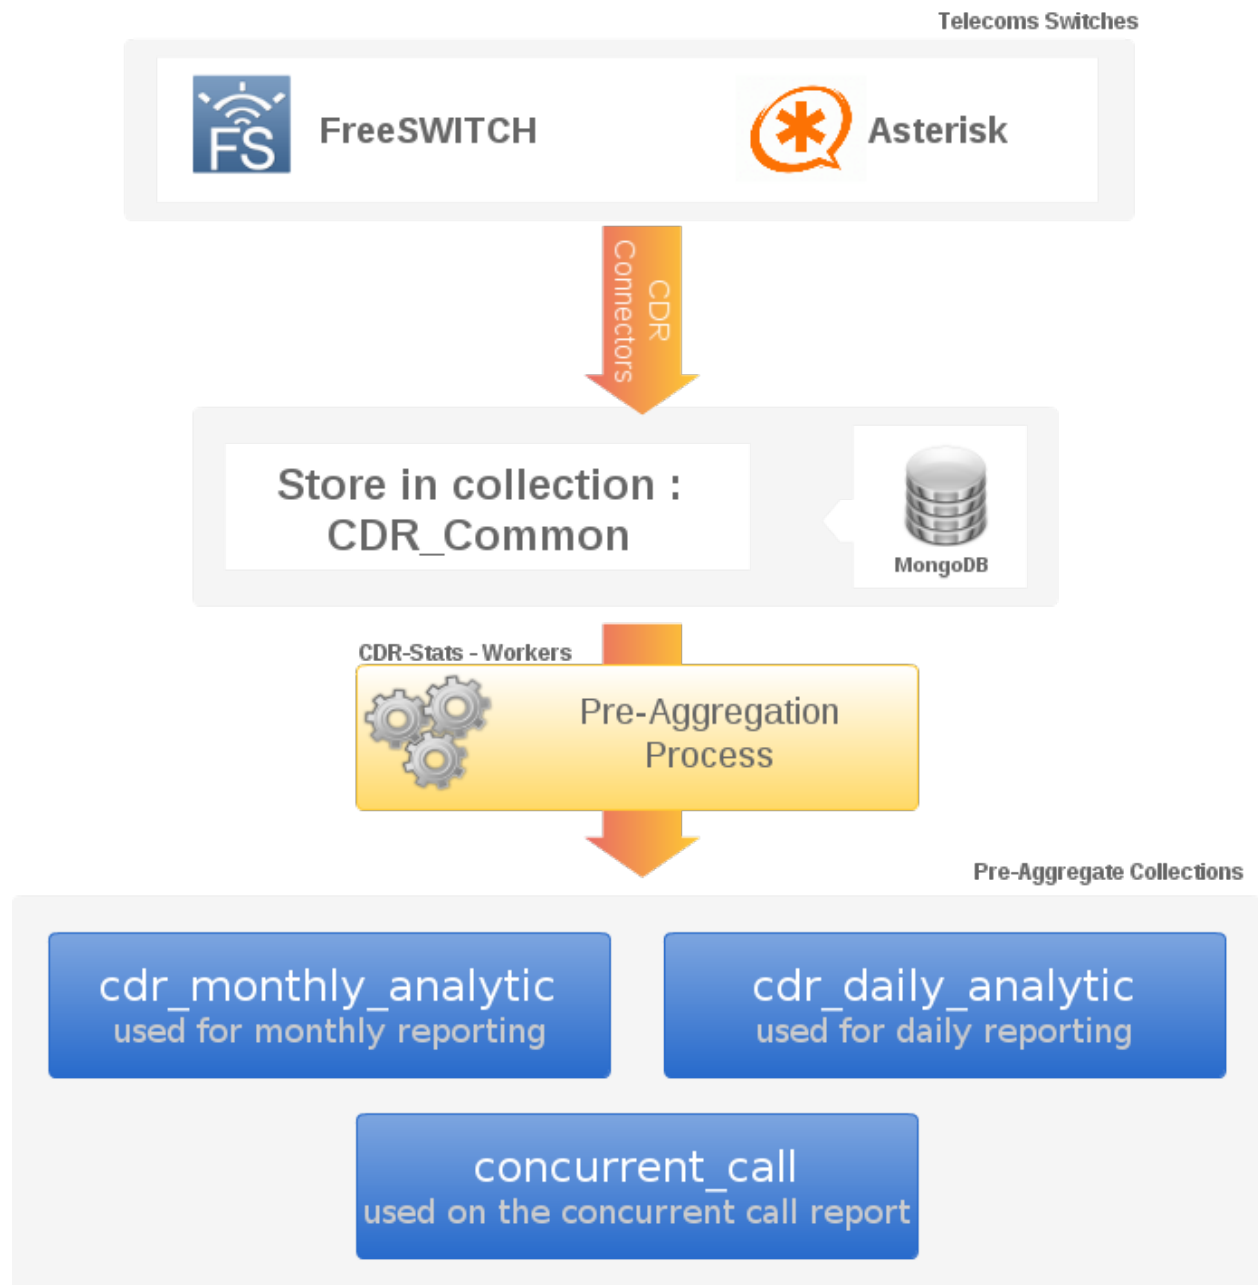 Telecoms Switches
FS
FreeSWITCH
Asterisk
CDR
Connectors
Store in collection :
CDR_Common
MongoDB
CDR-Stats - Workers
Pre-Aggregation
Process
Pre-Aggregate Collections
cdr_monthly_analytic
used for monthly reporting
cdr_daily_analytic
used for daily reporting
concurrent_call
used on the concurrent call report